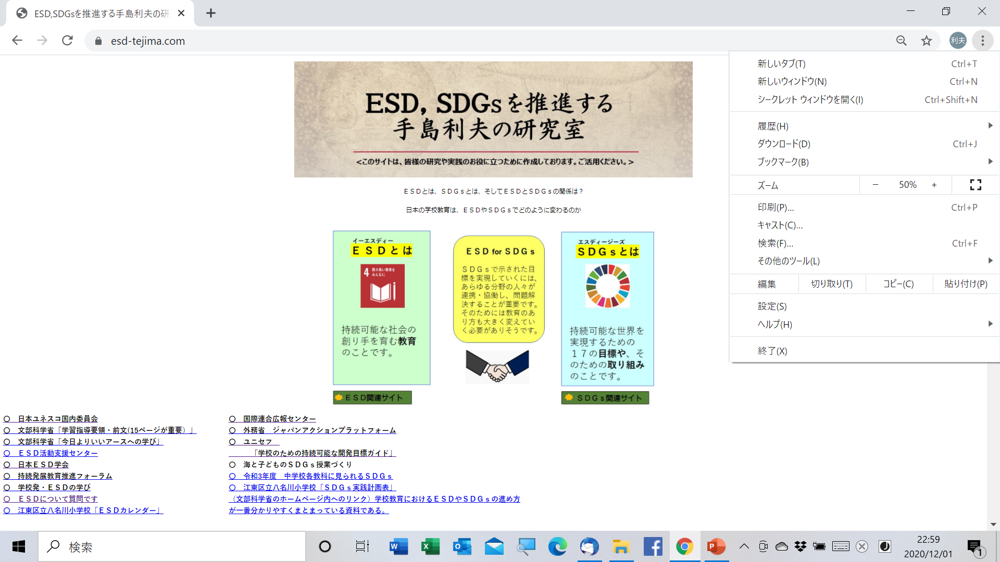 ESD,SDGsを推進する手島利夫の研
esd-tejima.com
利夫
新しいタブ(T) Ctrl+T
新しいウィンドウ(N) Ctrl+N
シークレット ウィンドウを開く(I) Ctrl+Shift+N
履歴(H)
ダウンロード(D) Ctrl+J
ブックマーク(B)
ズーム − 50% +
印刷(P)... Ctrl+P
キャスト(C)...
検索(F)... Ctrl+F
その他のツール(L)
編集 切り取り(T) コピー(C) 貼り付け(P)
設定(S)
ヘルプ(H)
終了(X)
ESD, SDGsを推進する
手島利夫の研究室
<このサイトは、皆様の研究や実践のお役に立つために作成しております。ご活用ください。>
ＥＳＤとは、ＳＤＧｓとは、そしてＥＳＤとＳＤＧｓの関係は？
日本の学校教育は、ＥＳＤやＳＤＧｓでどのように変わるのか
イーエスディー
ＥＳＤとは
4 質の高い教育を
みんなに
持続可能な社会の
創り手を育む教育
のことです。
ＥＳＤ for ＳＤＧｓ
ＳＤＧｓで示された目
標を実現していくには、
あらゆる分野の人々が
連携・協働し、問題解
決することが重要です。
そのためには教育のあ
り方も大きく変えてい
く必要がありそうです。
エスディージーズ
ＳＤＧｓとは
持続可能な世界を
実現するための
１７の目標や、そ
のための取り組み
のことです。
ＥＳＤ関連サイト
ＳＤＧｓ関連サイト
〇　日本ユネスコ国内委員会
〇　文部科学省「学習指導要領・前文(15ページが重要）」
〇　文部科学省「今日よりいいアースへの学び」
〇　ＥＳＤ活動支援センター
〇　日本ＥＳＤ学会
〇　持続発展教育推進フォーラム
〇　学校発・ＥＳＤの学び
〇　ＥＳＤについて質問です
〇　江東区立八名川小学校「ＥＳＤカレンダー」
〇　国際連合広報センター
〇　外務省　ジャパンアクションプラットフォーム
〇　ユニセフ
「学校のための持続可能な開発目標ガイド」
〇　海と子どものＳＤＧｓ授業づくり
〇　令和3年度　中学校各教科に見られるＳＤＧｓ
〇　江東区立八名川小学校「ＳＤＧｓ実践計画表」
（文部科学省のホームページ内へのリンク）学校教育におけるＥＳＤやＳＤＧｓの進め方
が一番分かりやすくまとまっている資料である。
検索
22:59
2020/12/01
1